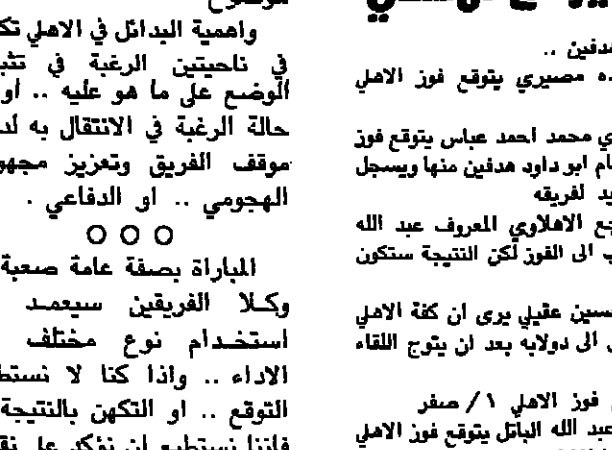 هدفين ..
مصيري يتوقع فوز الاهلي
محمد احمد عباس يتوقع فوز
ابو داود هدفين منها ويسجل
لفريقه
الاهلاوي المعروف عبد الله
الى الفوز لكن النتيجة ستكون
حسين عقيلي يرى ان كفة الاهلي
الى دولابه بعد ان يتوج اللقاء
فوز الاهلي ١ / صفر
عبد الله الباتل يتوقع فوز الاهلي
موضوع
واهمية البدائل في الاهلي
في ناحيتين الرغبة في
الوضع على ما هو عليه .. او
حالة الرغبة في الانتقال به
موقف الفريق وتعزيز
الهجومي .. او الدفاعي .
O O O
المباراة بصفة عامة صعبة
وكلا الفريقين سيعمد
استخدام نوع مختلف
الاداء .. واذا كنا لا
التوقع .. او التكهن بالنتيجة
فاننا نستطيع ان نؤكد على